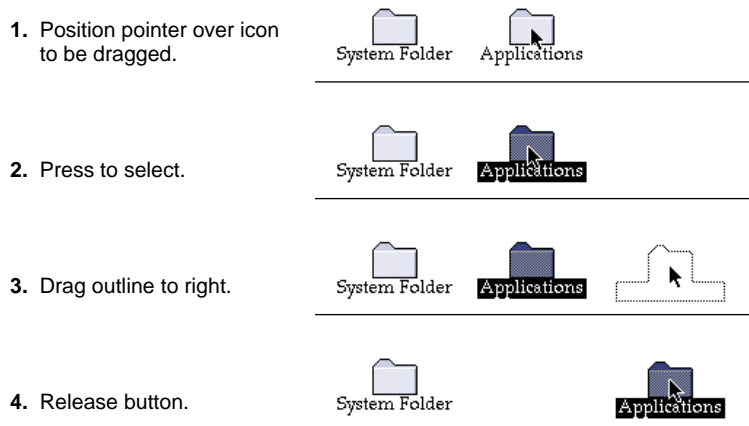 1. Position pointer over icon
to be dragged.
System Folder Applications
2. Press to select.
System Folder Applications
3. Drag outline to right.
System Folder Applications
4. Release button.
System Folder Applications